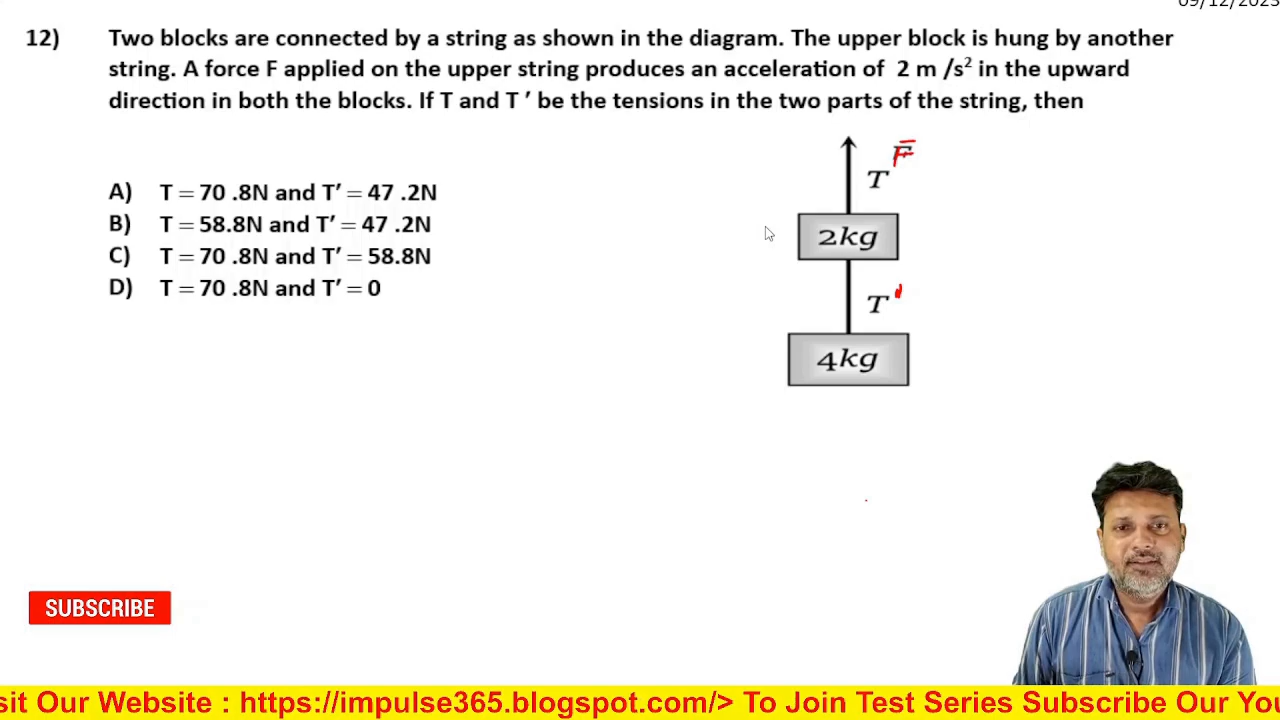 09/12/2023
12) Two blocks are connected by a string as shown in the diagram. The upper block is hung by another
string. A force F applied on the upper string produces an acceleration of 2 m /s² in the upward
direction in both the blocks. If T and T ′ be the tensions in the two parts of the string, then
F
T
A) T = 70 .8N and T′ = 47 .2N
B) T = 58.8N and T′ = 47 .2N
2kg
C) T = 70 .8N and T′ = 58.8N
D) T = 70 .8N and T′ = 0
T '
4kg
SUBSCRIBE
sit Our Website : https://impulse365.blogspot.com/> To Join Test Series Subscribe Our You